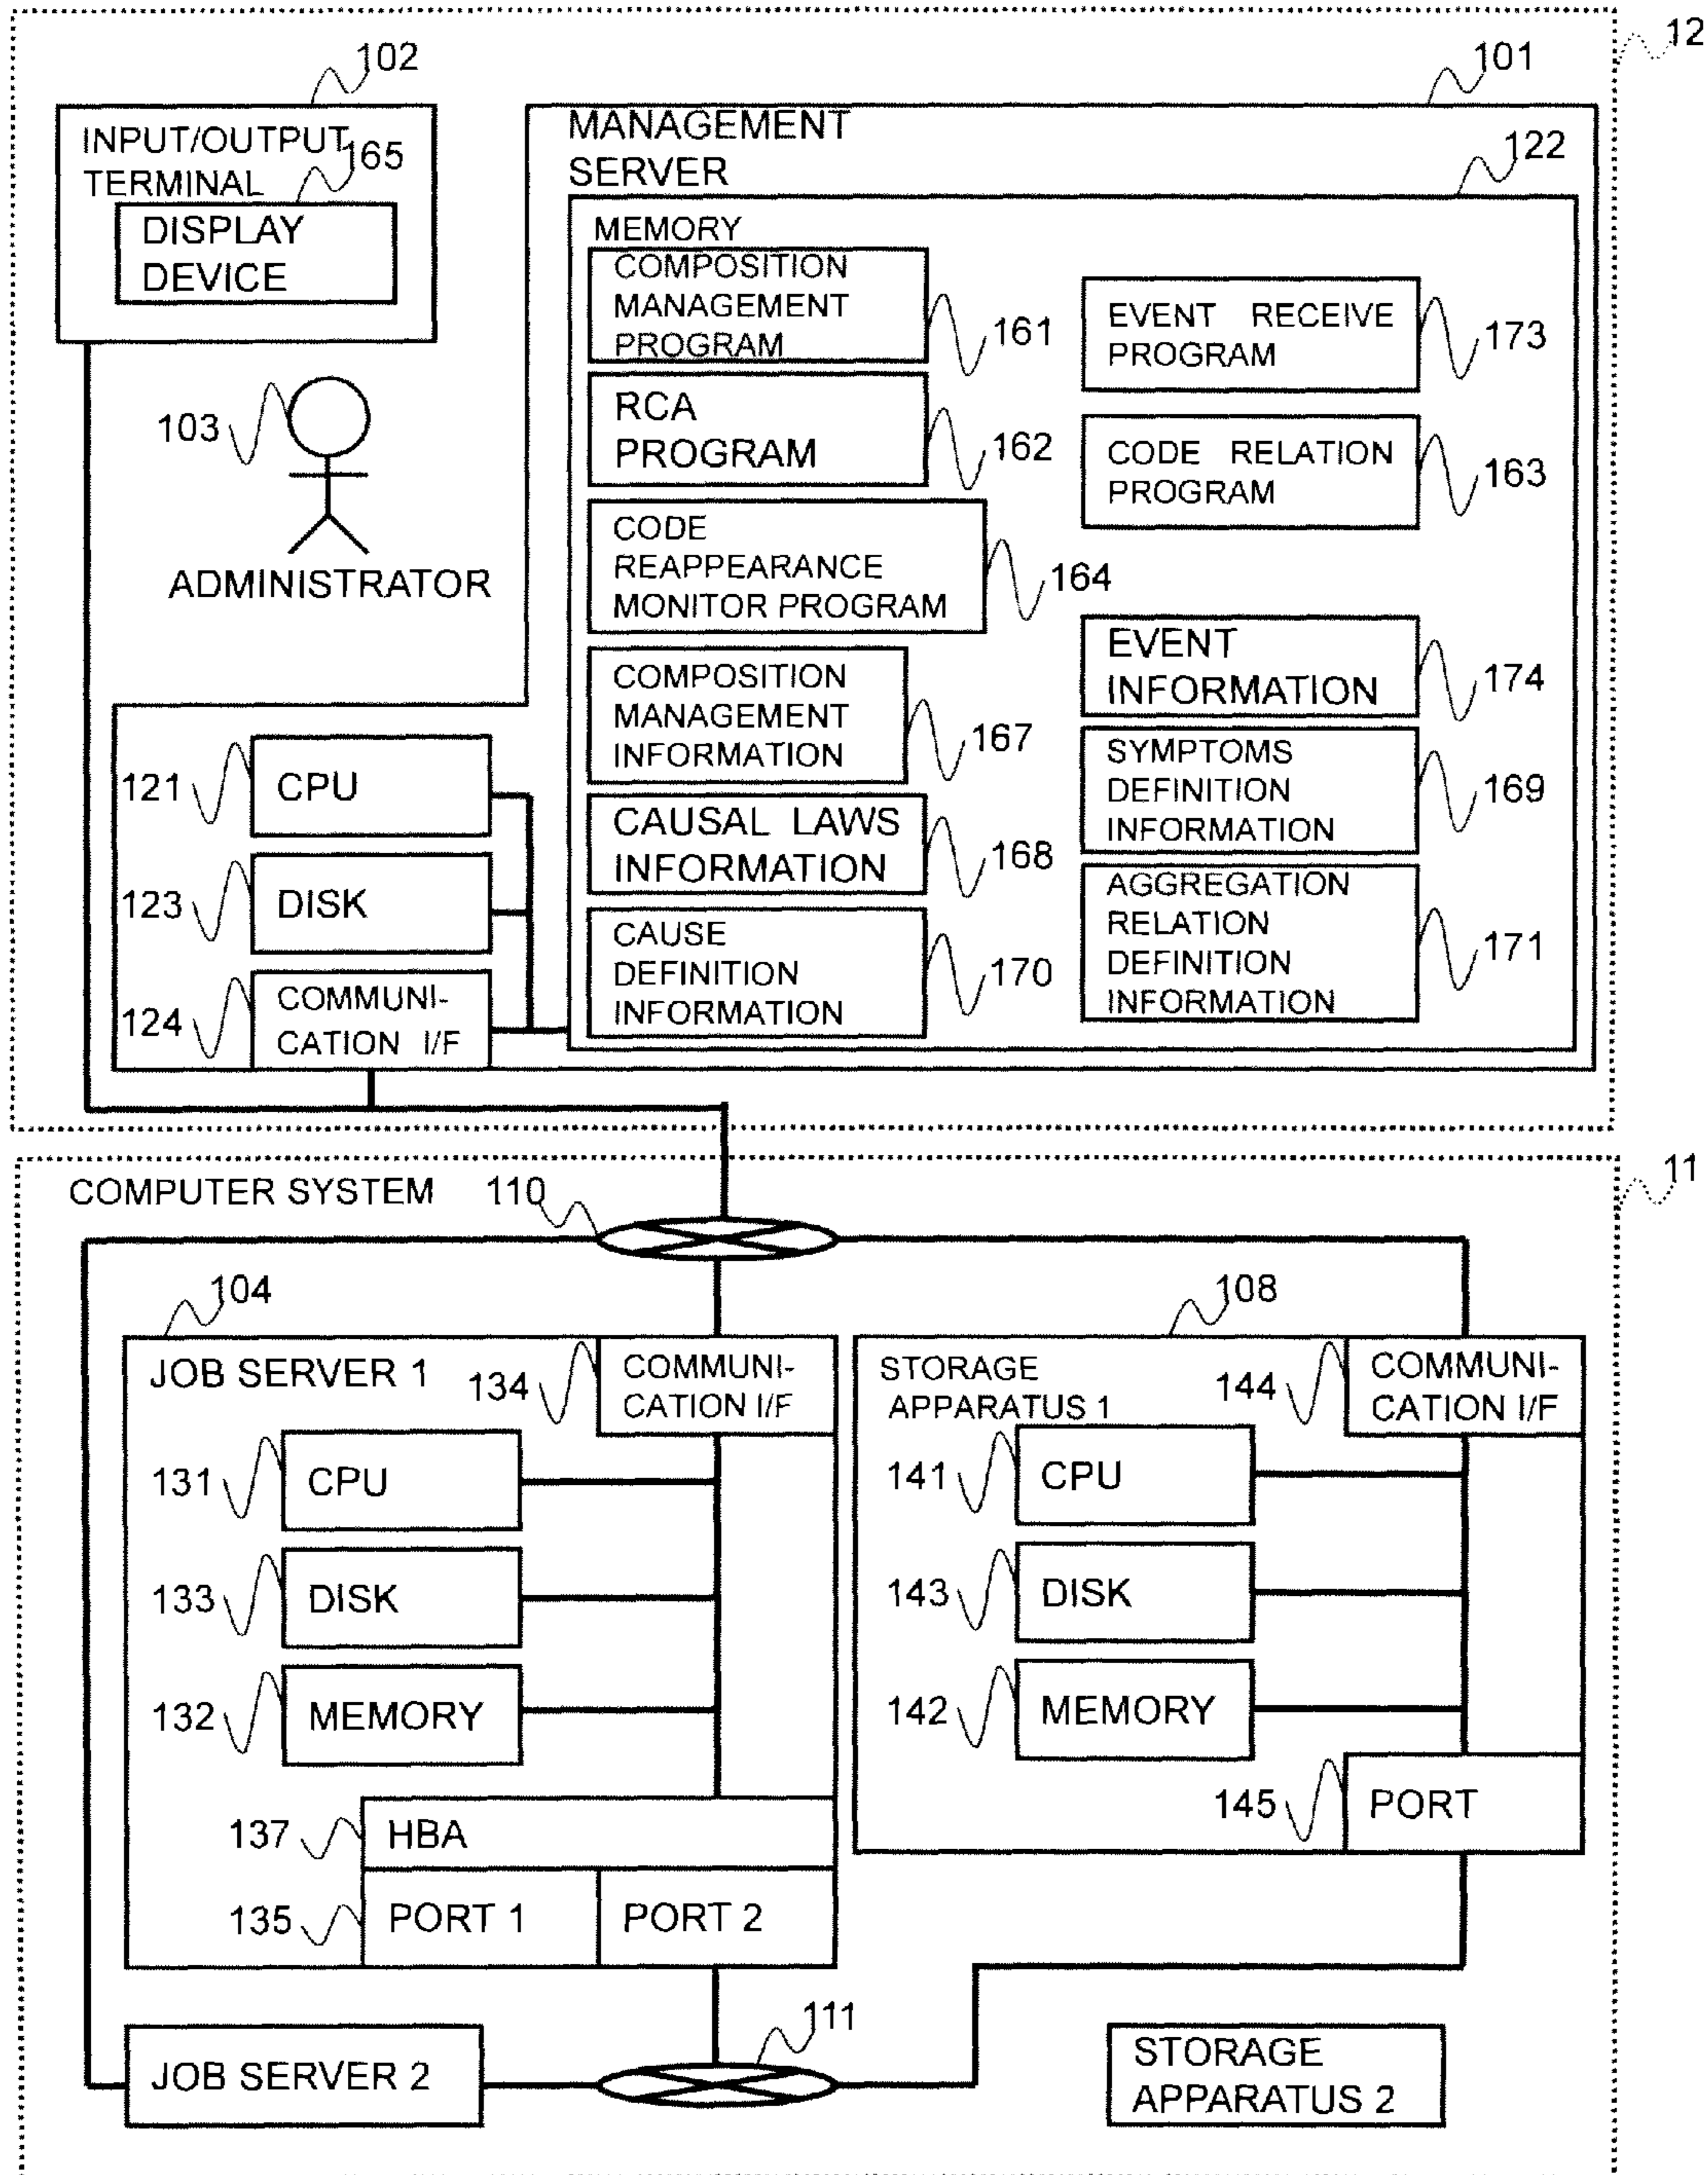 12
102
101
INPUT/OUTPUT
TERMINAL
165
DISPLAY
DEVICE
MANAGEMENT
SERVER
122
MEMORY
COMPOSITION
MANAGEMENT
PROGRAM
161
EVENT RECEIVE
PROGRAM
173
RCA
PROGRAM
162
CODE RELATION
PROGRAM
163
103
ADMINISTRATOR
CODE
REAPPEARANCE
MONITOR PROGRAM
164
EVENT
INFORMATION
174
COMPOSITION
MANAGEMENT
INFORMATION
167
SYMPTOMS
DEFINITION
INFORMATION
169
CAUSAL LAWS
INFORMATION
168
AGGREGATION
RELATION
DEFINITION
INFORMATION
171
CAUSE
DEFINITION
INFORMATION
170
121
CPU
123
DISK
124
COMMUNI-
CATION I/F
11
COMPUTER SYSTEM
110
104
JOB SERVER 1
134
COMMUNI-
CATION I/F
131
CPU
133
DISK
132
MEMORY
137
HBA
135
PORT 1
PORT 2
108
STORAGE
APPARATUS 1
144
COMMUNI-
CATION I/F
141
CPU
143
DISK
142
MEMORY
145
PORT
111
JOB SERVER 2
STORAGE
APPARATUS 2